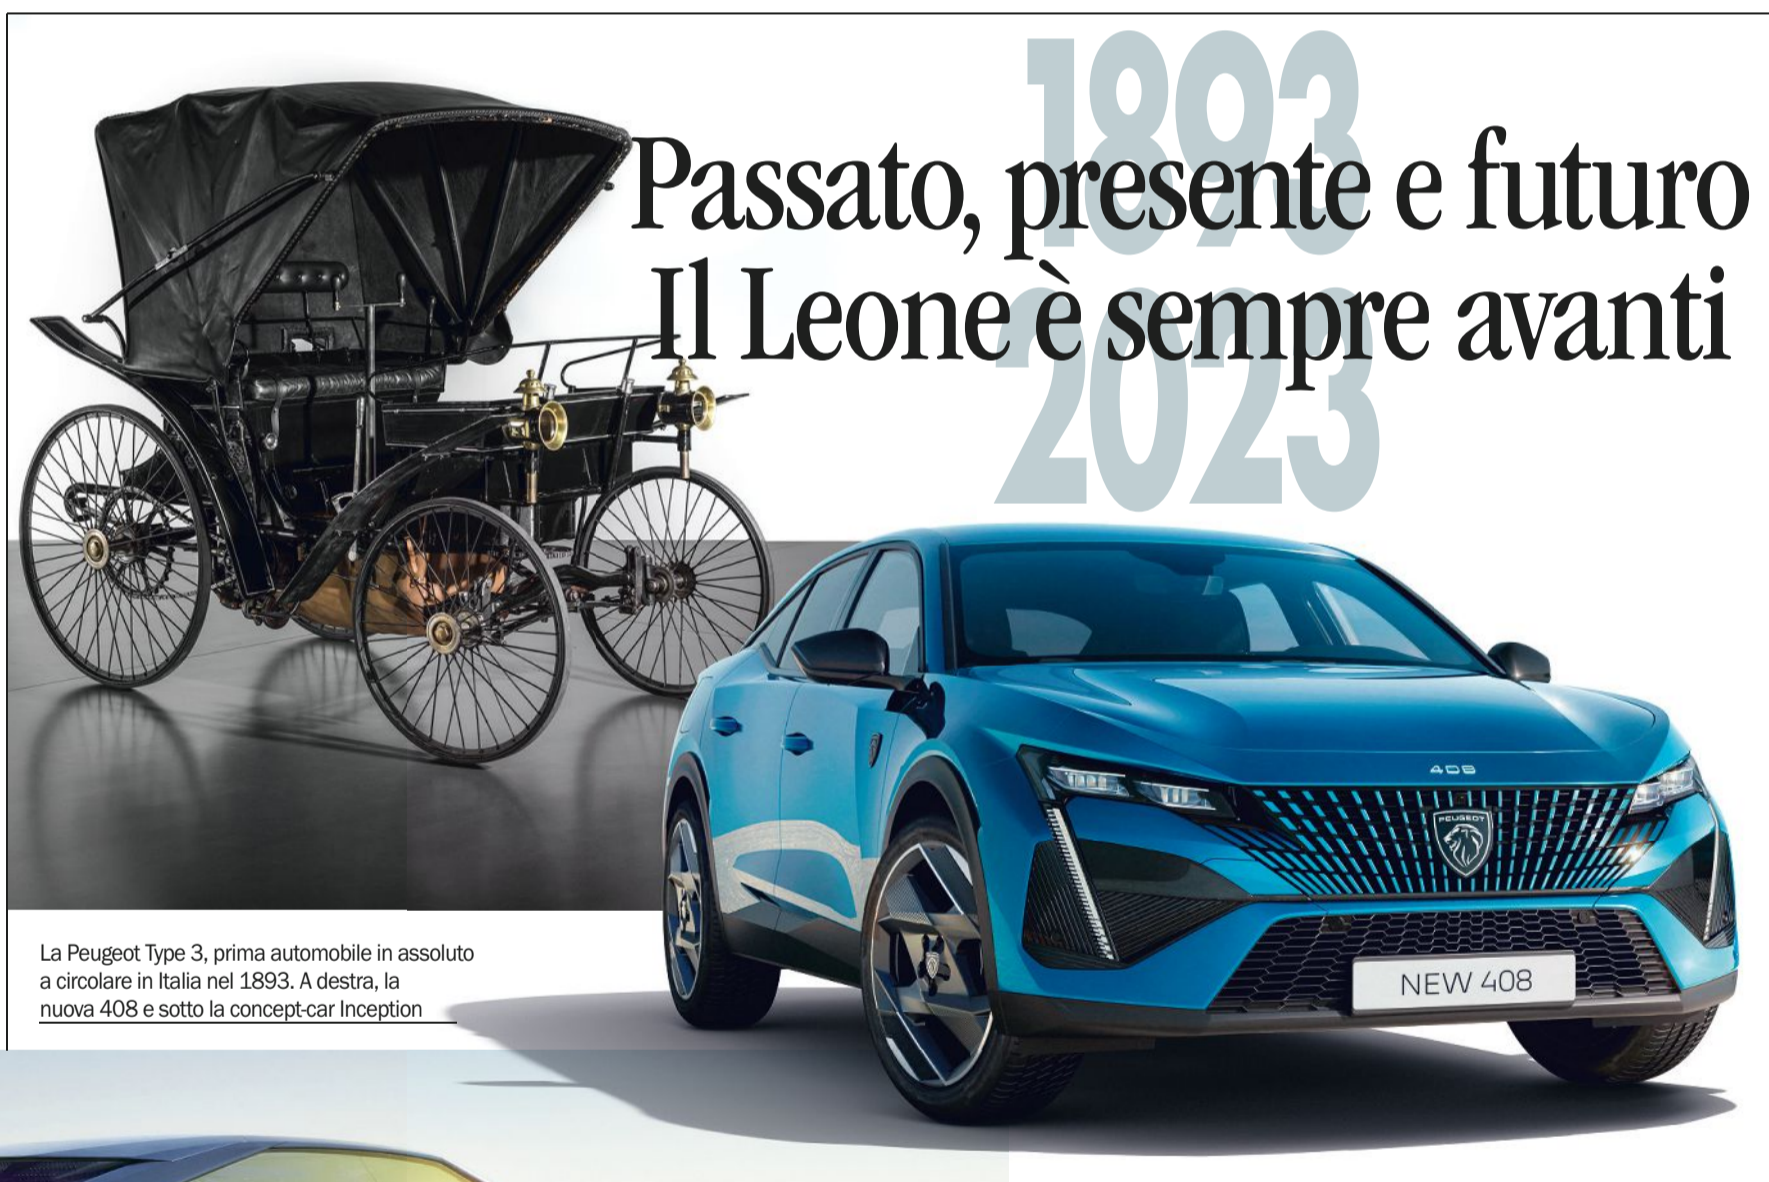 1893
Passato, presente e futuro
Il Leone è sempre avanti
2023
408
PEUGEOT
NEW 408
La Peugeot Type 3, prima automobile in assoluto
a circolare in Italia nel 1893. A destra, la
nuova 408 e sotto la concept-car Inception